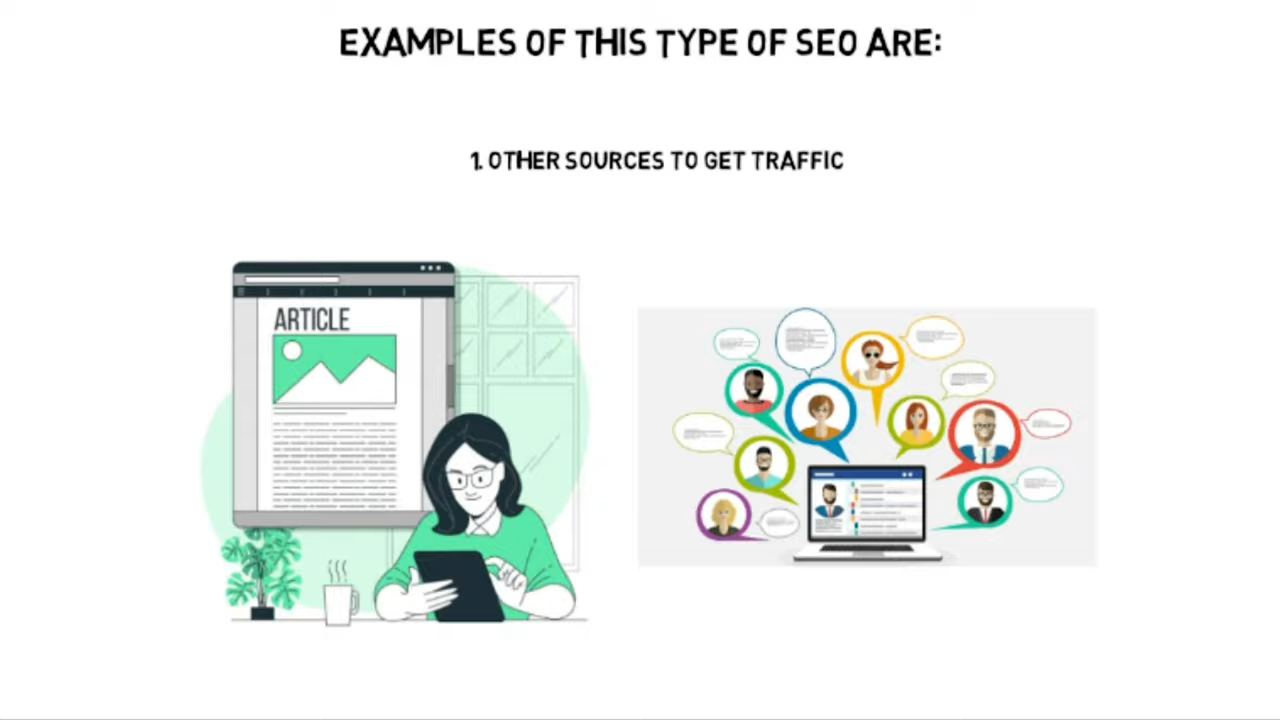 EXAMPLES OF THIS TYPE OF SEO ARE:
1. OTHER SOURCES TO GET TRAFFIC
ARTICLE